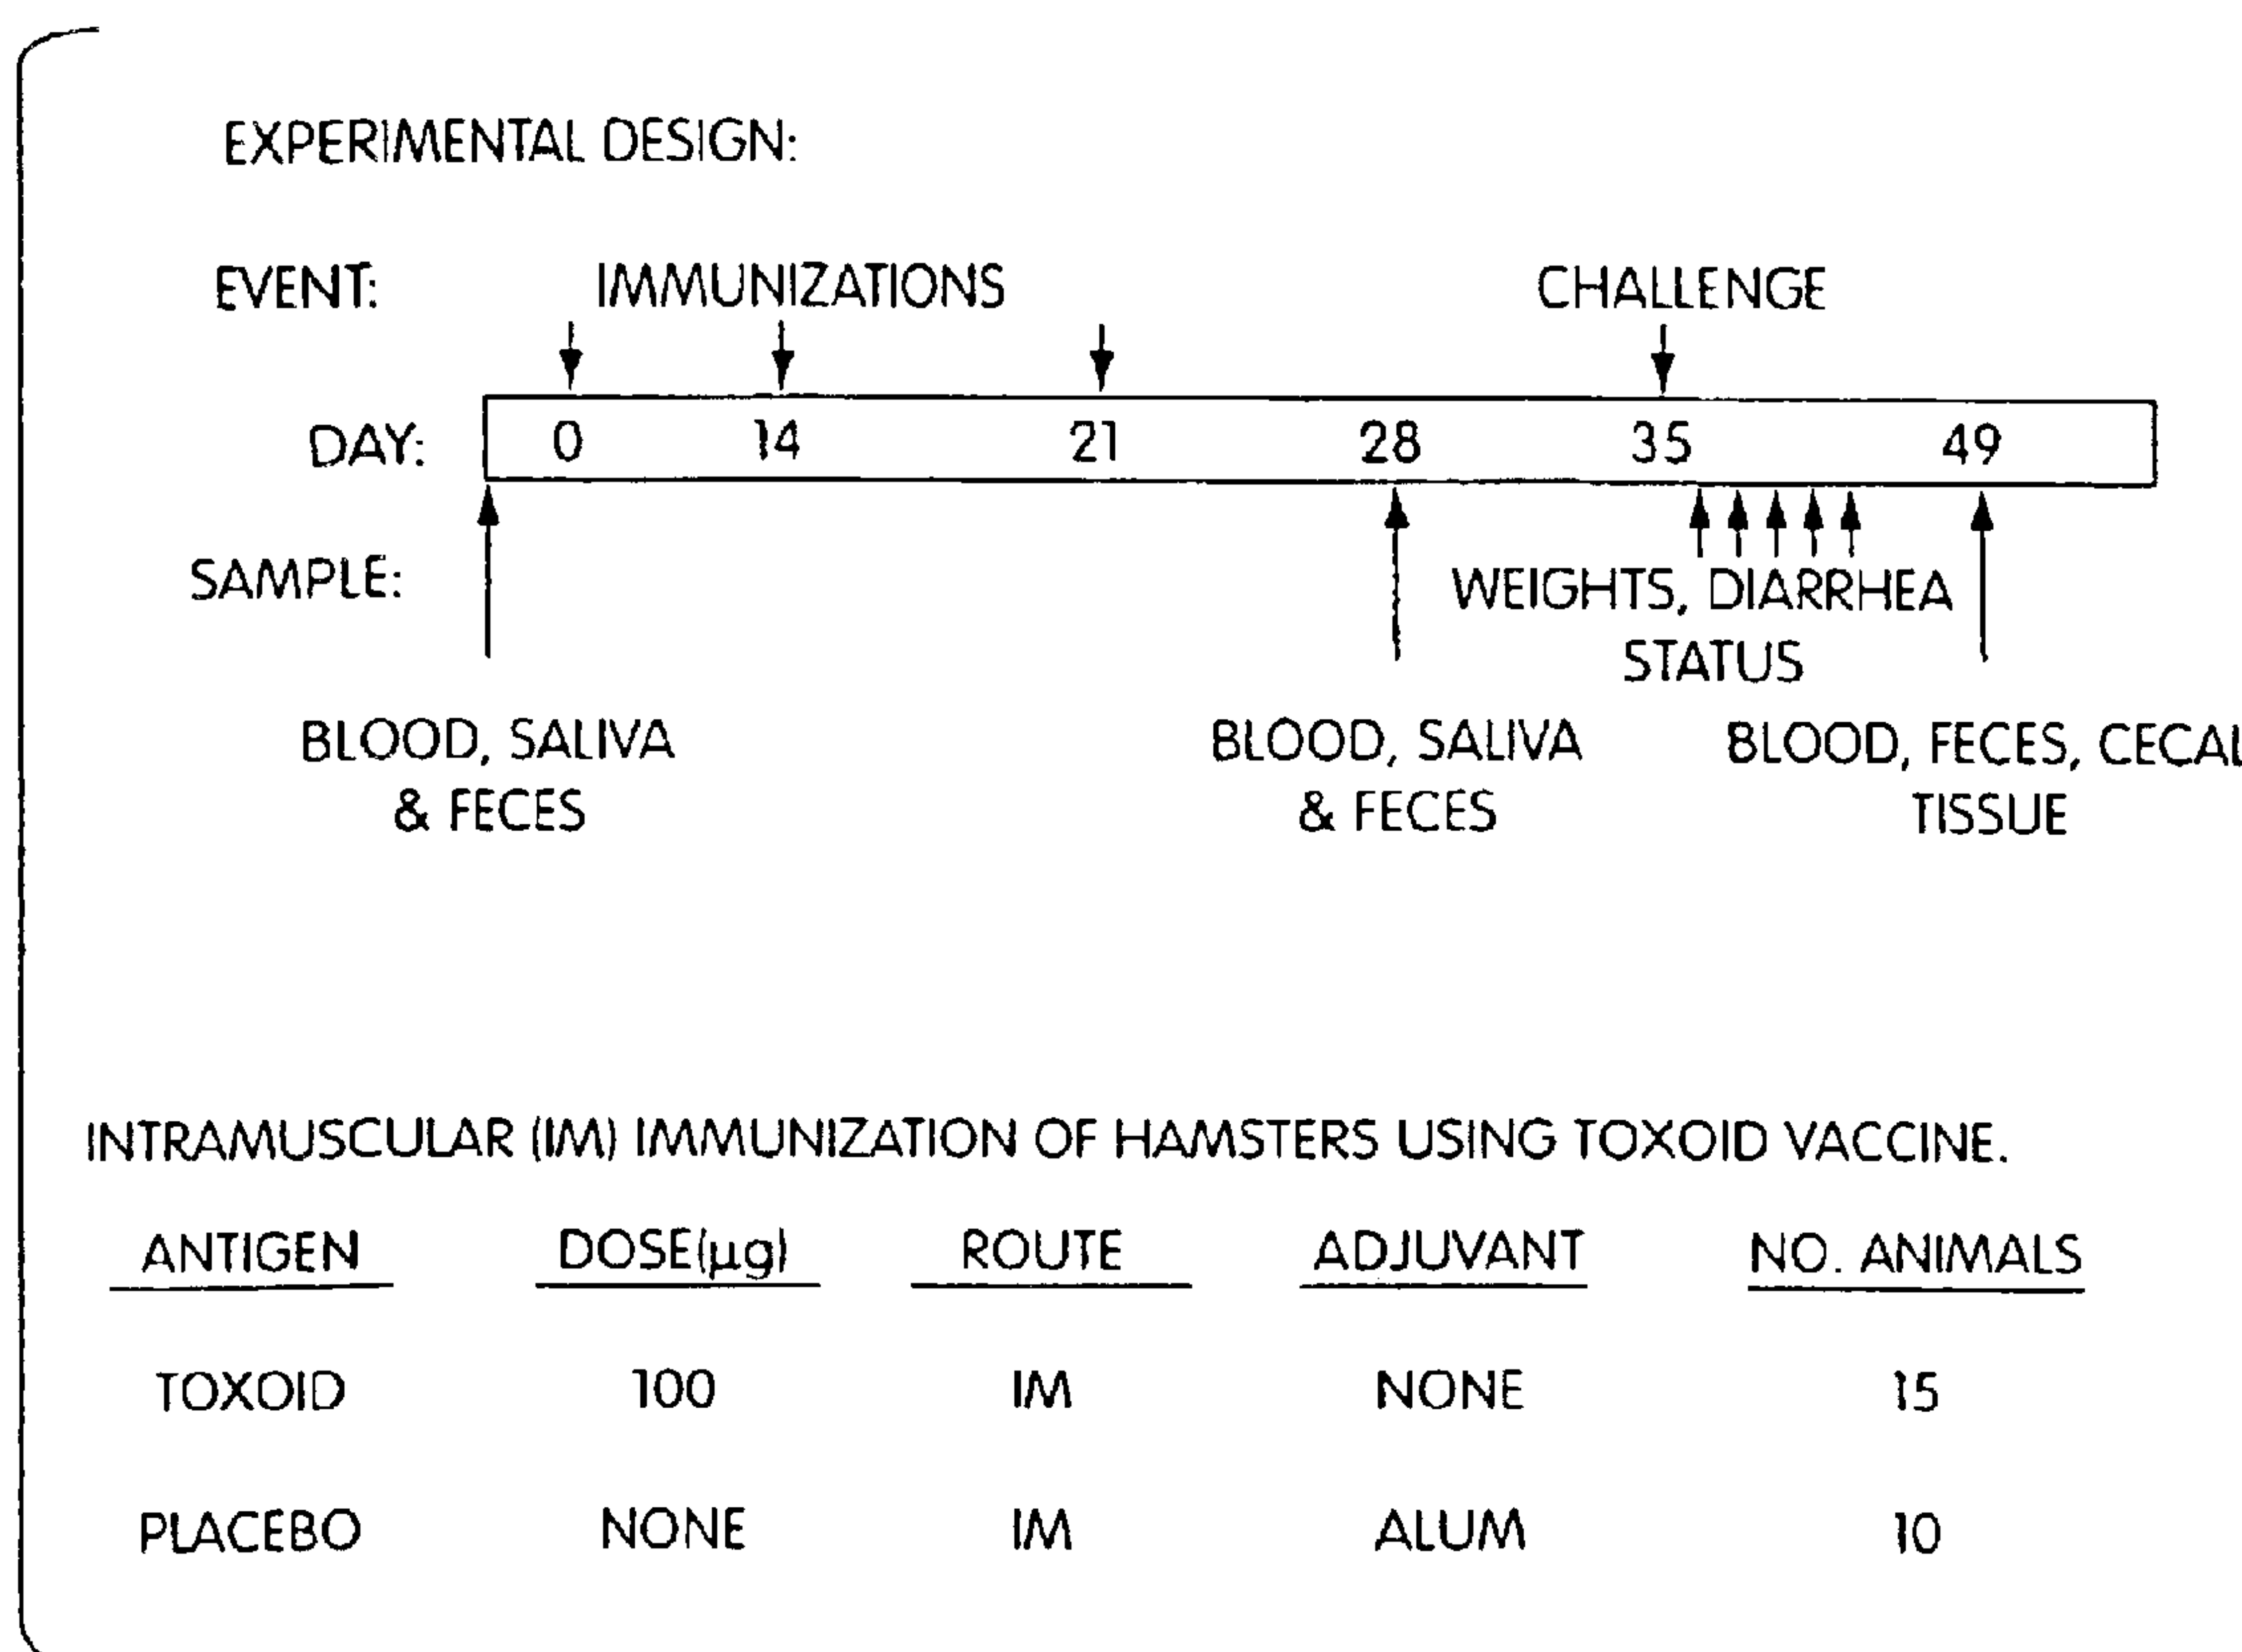 EXPERIMENTAL DESIGN:
EVENT: IMMUNIZATIONS CHALLENGE
DAY: 0 14 21 28 35 49
SAMPLE: WEIGHTS, DIARRHEA
STATUS
BLOOD, SALIVA BLOOD, SALIVA BLOOD, FECES, CECAL
& FECES & FECES TISSUE
INTRAMUSCULAR (IM) IMMUNIZATION OF HAMSTERS USING TOXOID VACCINE.
ANTIGEN DOSE(µg) ROUTE ADJUVANT NO. ANIMALS
TOXOID 100 IM NONE 15
PLACEBO NONE IM ALUM 10